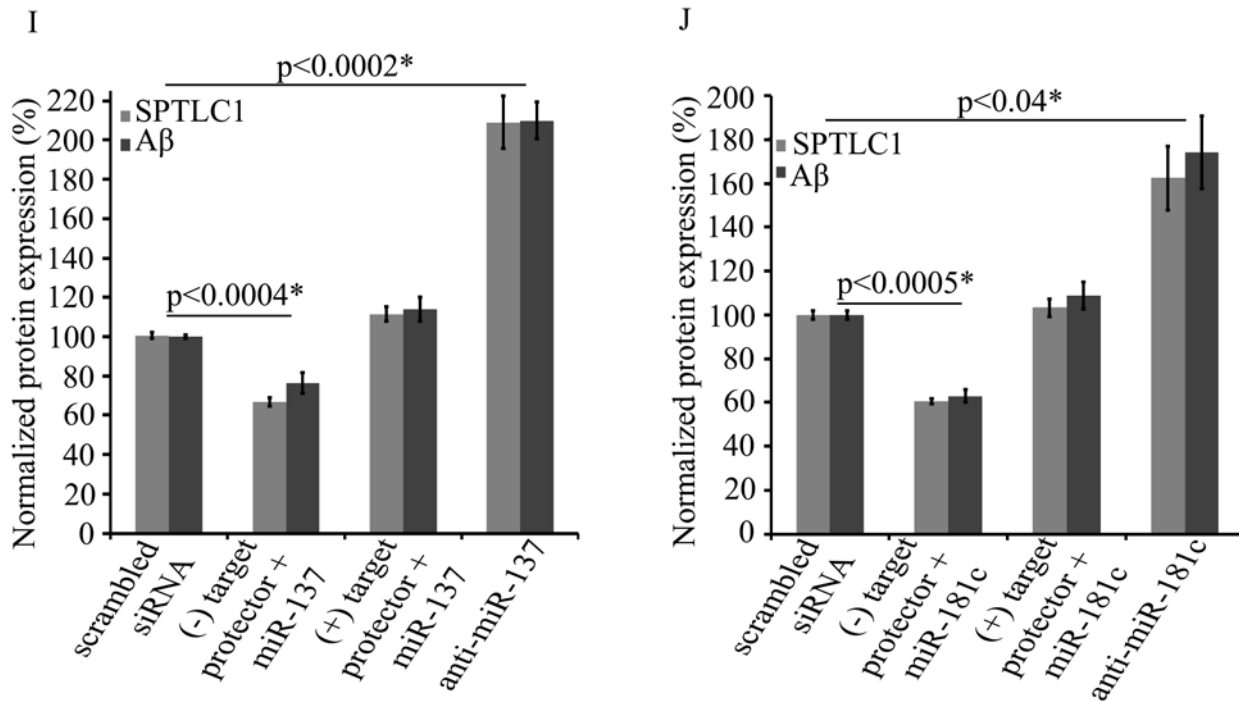 I
Normalized protein expression (%)
220
200
180
160
140
120
100
80
60
40
20
0
SPTLC1
Aβ
p<0.0002*
p<0.0004*
scrambled
siRNA
(-) target
protector +
miR-137
(+) target
protector +
miR-137
anti-miR-137
J
Normalized protein expression (%)
200
180
160
140
120
100
80
60
40
20
0
p<0.04*
SPTLC1
Aβ
p<0.0005*
scrambled
siRNA
(-) target
protector +
miR-181c
(+) target
protector +
miR-181c
anti-miR-181c